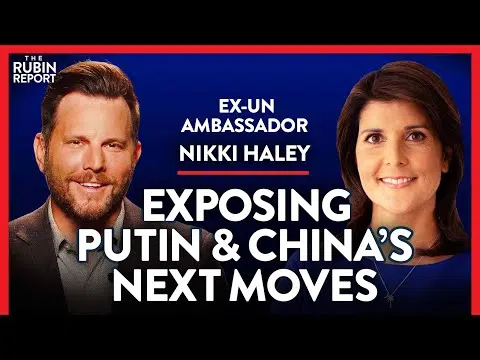 THE
RUBIN
REPORT
EX-UN
AMBASSADOR
NIKKI HALEY
EXPOSING
PUTIN & CHINA'S
NEXT MOVES